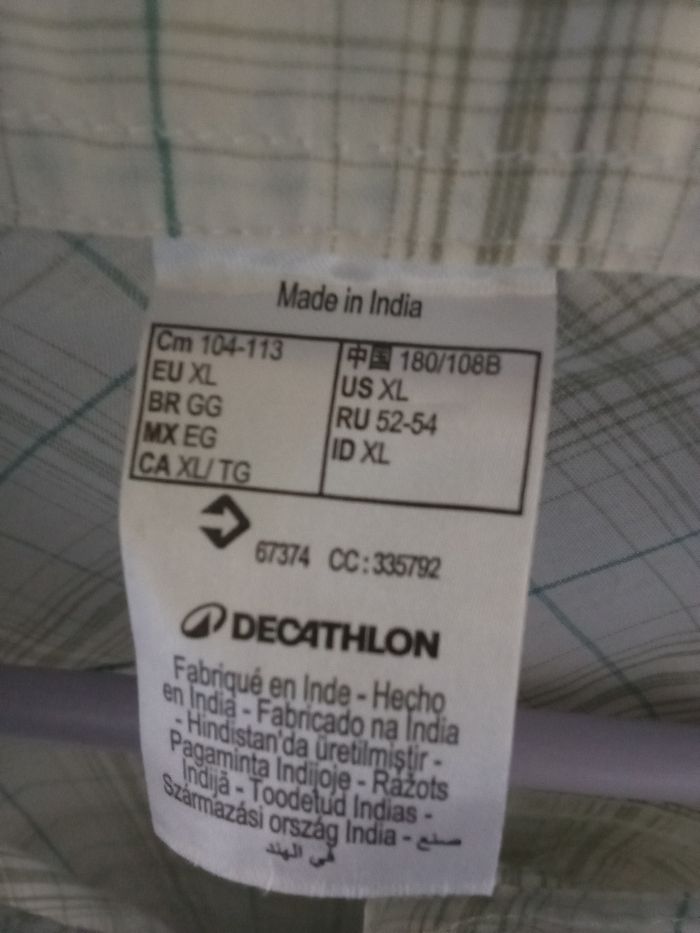 Made in India
Cm 104-113
EU XL
BR GG
MX EG
CA XL/TG
中国 180/108B
US XL
RU 52-54
ID XL
67374 CC : 335792
DECATHLON
Fabriqué en Inde - Hecho
en India - Fabricado na Índia
- Hindistan'da üretilmiştir -
Pagaminta Indijoje - Ražots
Indijā - Toodetud Indias -
Származási ország India - صنع
في الهند